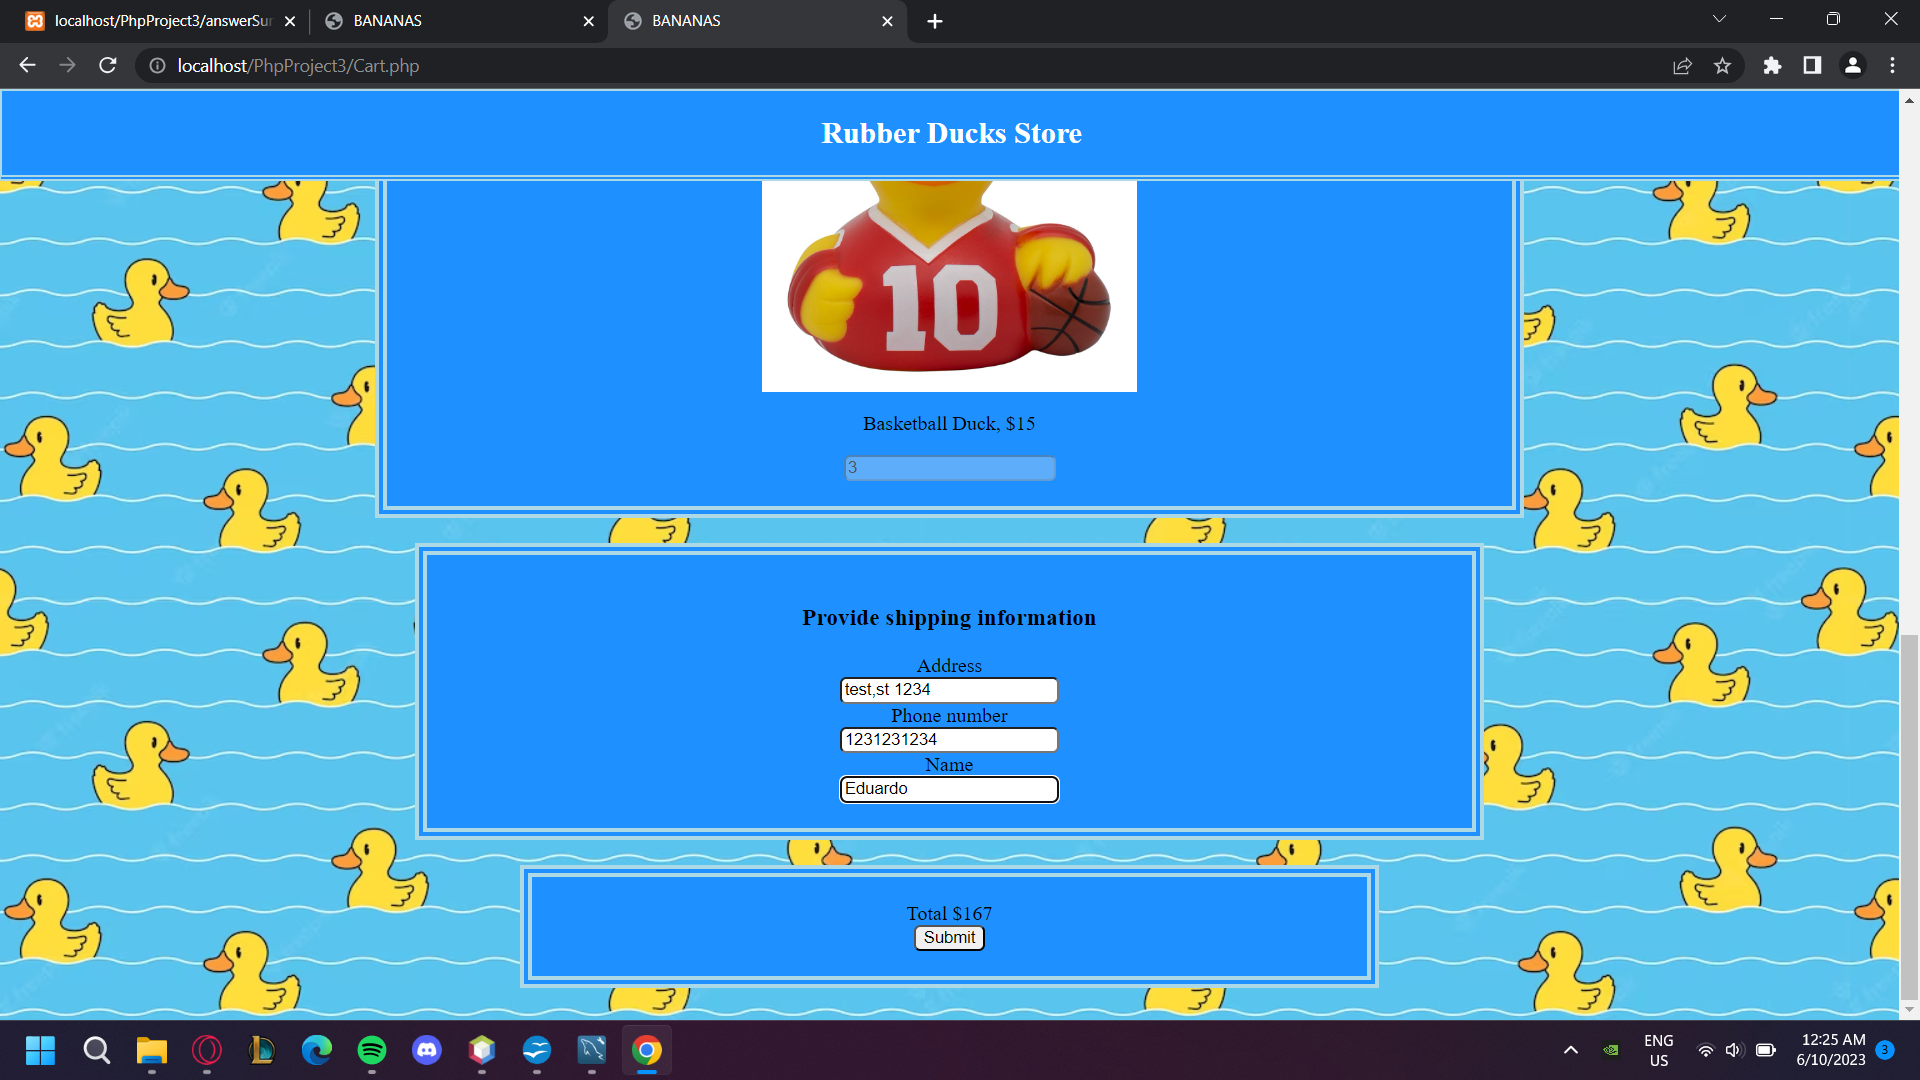 localhost/PhpProject3/answerSur
BANANAS
BANANAS
localhost/PhpProject3/Cart.php
Rubber Ducks Store
10
Basketball Duck, $15
3
Provide shipping information
Address
test,st 1234
Phone number
1231231234
Name
Eduardo
Total $167
Submit
ENG
US
12:25 AM
6/10/2023
3